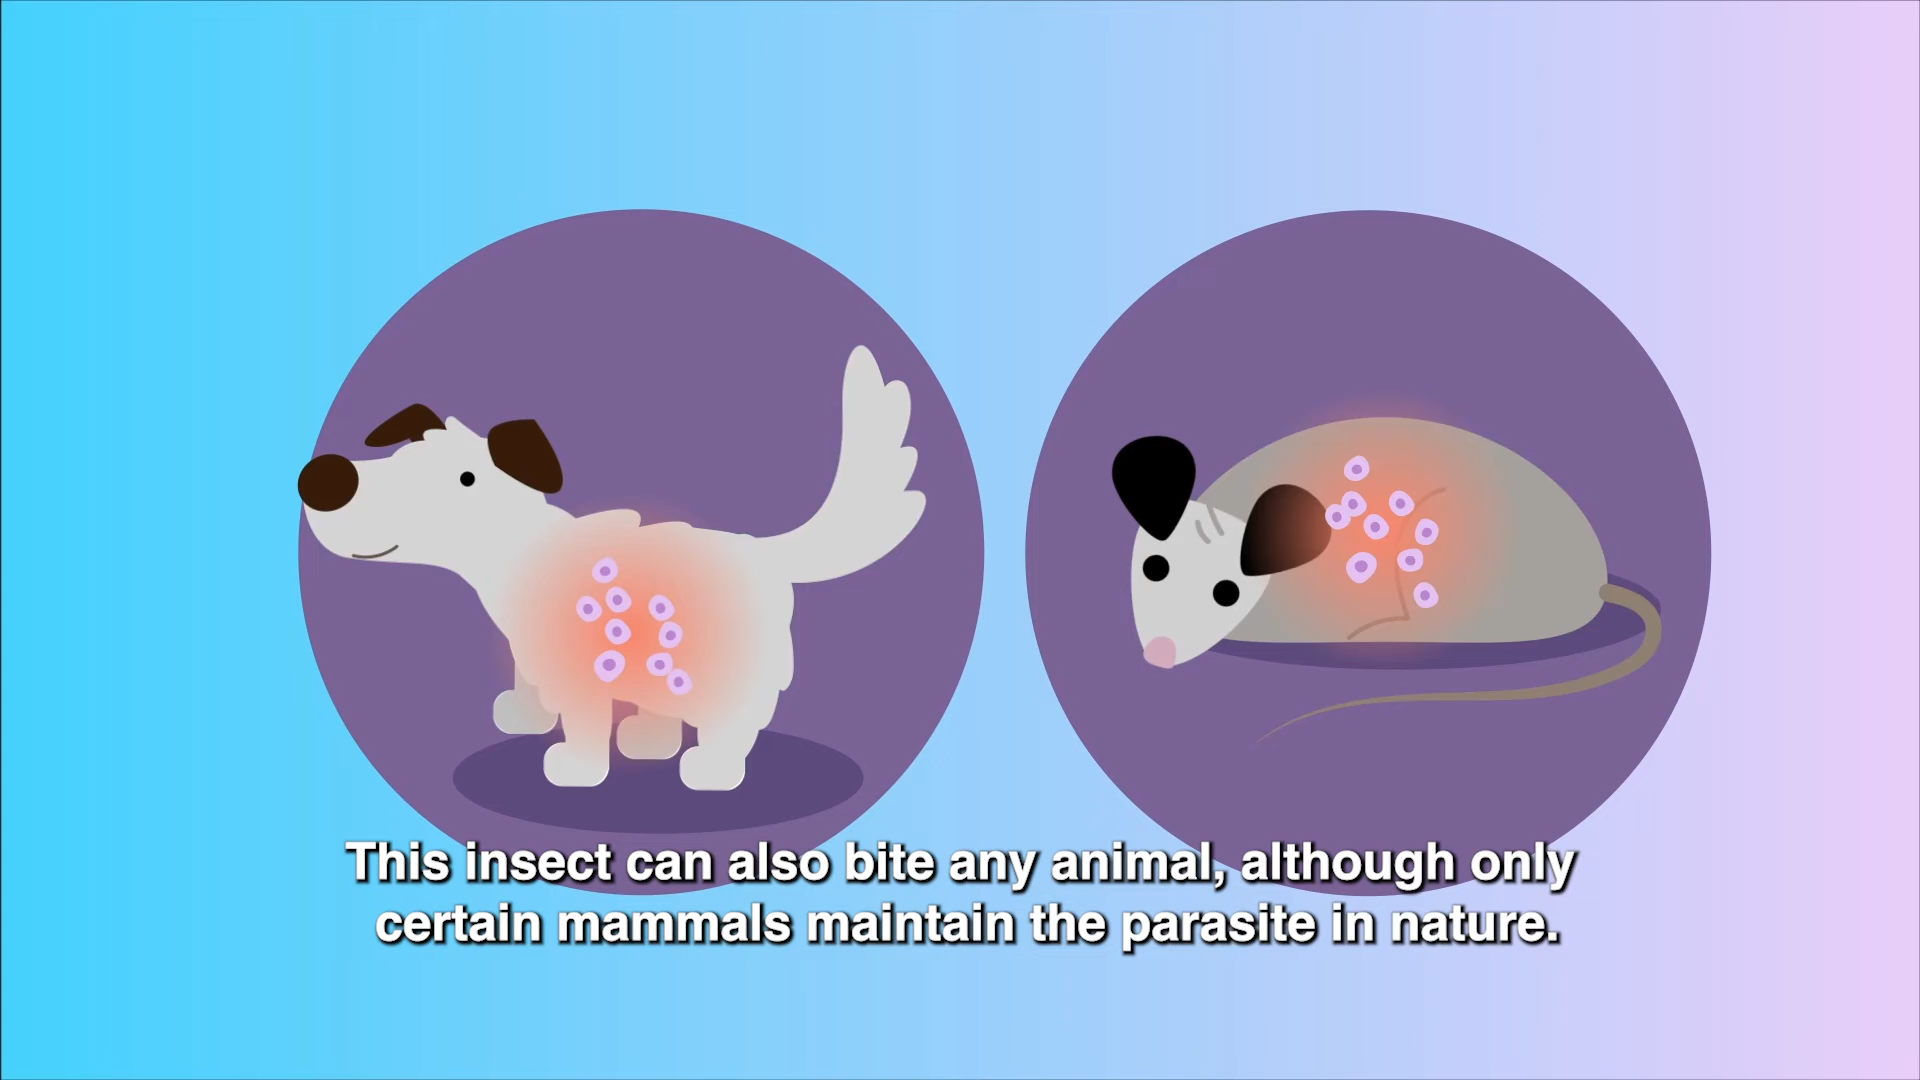 This insect can also bite any animal, although only
certain mammals maintain the parasite in nature.